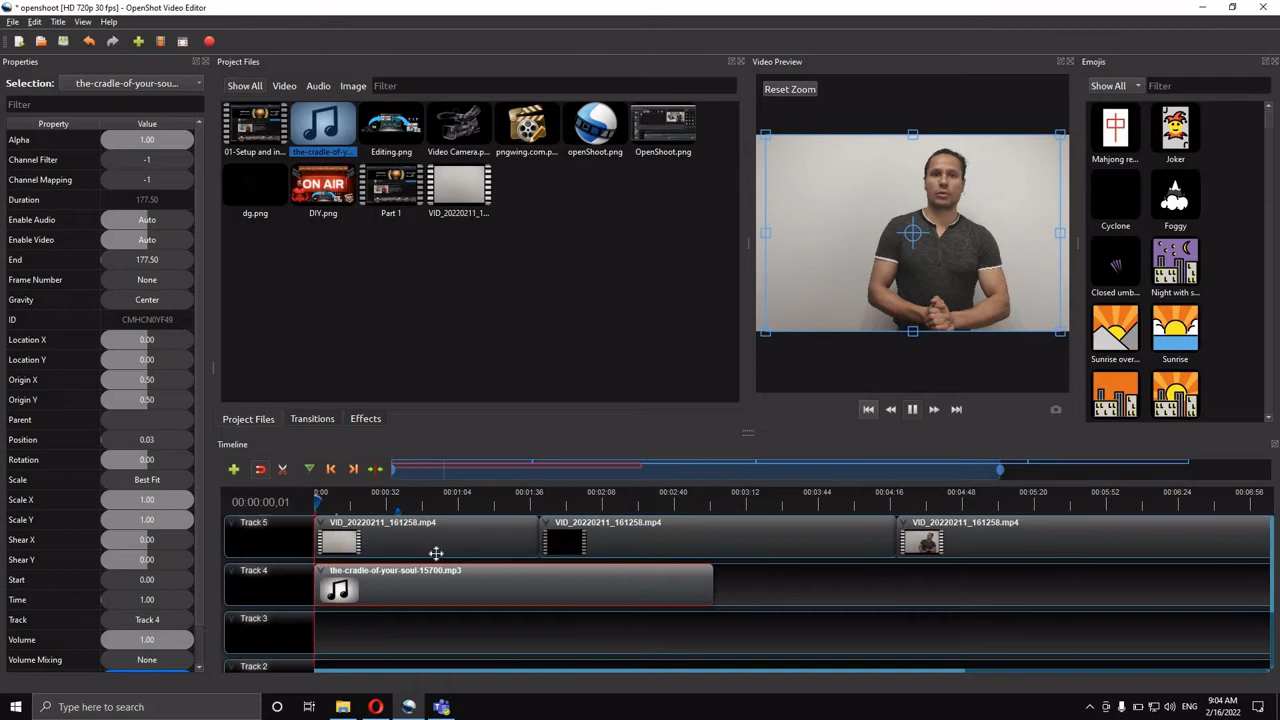 * openshoot [HD 720p 30 fps] - OpenShot Video Editor
File Edit Title View Help
Properties
Project Files
Video Preview
Emojis
Selection: the-cradle-of-your-sou...
Show All Video Audio Image Filter
Reset Zoom
Show All Filter
Filter
Property Value
Alpha 1.00
Channel Filter -1
Channel Mapping -1
Duration 177.50
Enable Audio Auto
Enable Video Auto
End 177.50
Frame Number None
Gravity Center
ID CMHCN0YF49
Location X 0.00
Location Y 0.00
Origin X 0.50
Origin Y 0.50
Parent
Position 0.03
Rotation 0.00
Scale Best Fit
Scale X 1.00
Scale Y 1.00
Shear X 0.00
Shear Y 0.00
Start 0.00
Time 1.00
Track Track 4
Volume 1.00
Volume Mixing None
01-Setup and in... the-cradle-of-y... Editing.png Video Camera.p... pngwing.com.p... openShoot.png OpenShot.png
ON AIR
dg.png DIY.png Part 1 VID_20220211_1...
中
Mahjong re... Joker
Cyclone Foggy
Closed umb... Night with s...
Sunrise over... Sunrise
Project Files Transitions Effects
Timeline
00:00:00,01
0:00 00:00:32 00:01:04 00:01:36 00:02:08 00:02:40 00:03:12 00:03:44 00:04:16 00:04:48 00:05:20 00:05:52 00:06:24 00:06:56
Track 5 VID_20220211_161258.mp4 VID_20220211_161258.mp4 VID_20220211_161258.mp4
Track 4 the-cradle-of-your-soul-15700.mp3
Track 3
Track 2
Type here to search
ENG
9:04 AM
2/16/2022